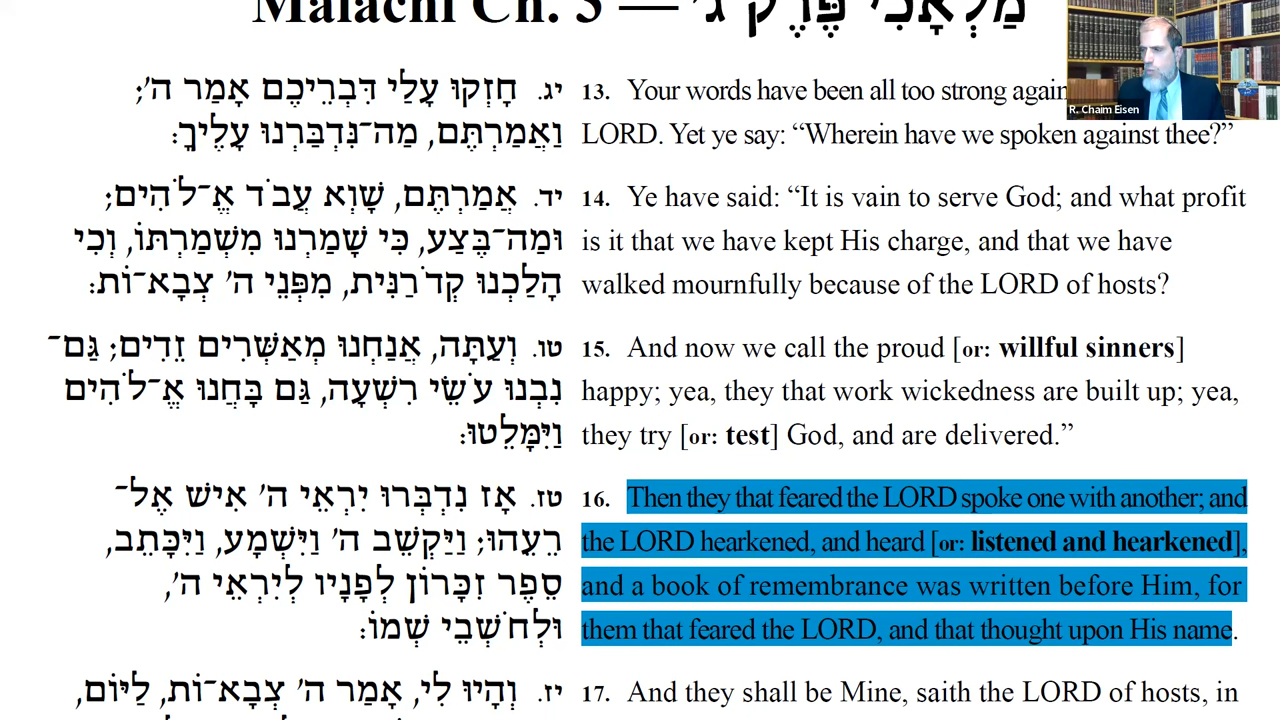 Malachi Ch. 3 — מַלְאָכִי פֶּרֶק ג׳
R. Chaim Eisen
יג. חָזְקוּ עָלַי דִּבְרֵיכֶם אָמַר ה׳;
וַאֲמַרְתֶּם, מַה־נִּדְבַּרְנוּ עָלֶיךָ:
13. Your words have been all too strong again
LORD. Yet ye say: “Wherein have we spoken against thee?”
יד. אֲמַרְתֶּם, שָׁוְא עֲבֹד אֱ־לֹהִים;
וּמַה־בֶּצַע, כִּי שָׁמַרְנוּ מִשְׁמַרְתּוֹ, וְכִי
הָלַכְנוּ קְדֹרַנִּית, מִפְּנֵי ה׳ צְבָא־וֹת:
14. Ye have said: “It is vain to serve God; and what profit
is it that we have kept His charge, and that we have
walked mournfully because of the LORD of hosts?
טו. וְעַתָּה, אֲנַחְנוּ מְאַשְּׁרִים זֵדִים; גַּם־
נִבְנוּ עֹשֵׂי רִשְׁעָה, גַּם בָּחֲנוּ אֱ־לֹהִים
וַיִּמָּלֵטוּ:
15. And now we call the proud [or: willful sinners]
happy; yea, they that work wickedness are built up; yea,
they try [or: test] God, and are delivered.”
טז. אָז נִדְבְּרוּ יִרְאֵי ה׳ אִישׁ אֶל־
רֵעֵהוּ; וַיַּקְשֵׁב ה׳ וַיִּשְׁמָע, וַיִּכָּתֵב,
סֵפֶר זִכָּרוֹן לְפָנָיו לְיִרְאֵי ה׳,
וּלְחֹשְׁבֵי שְׁמוֹ:
16. Then they that feared the LORD spoke one with another; and
the LORD hearkened, and heard [or: listened and hearkened],
and a book of remembrance was written before Him, for
them that feared the LORD, and that thought upon His name.
יז. וְהָיוּ לִי, אָמַר ה׳ צְבָא־וֹת, לַיּוֹם,
17. And they shall be Mine, saith the LORD of hosts, in